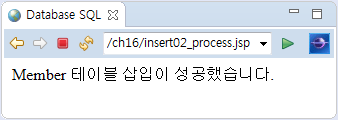 Database SQL
/ch16/insert02_process.jsp
Member 테이블 삽입이 성공했습니다.